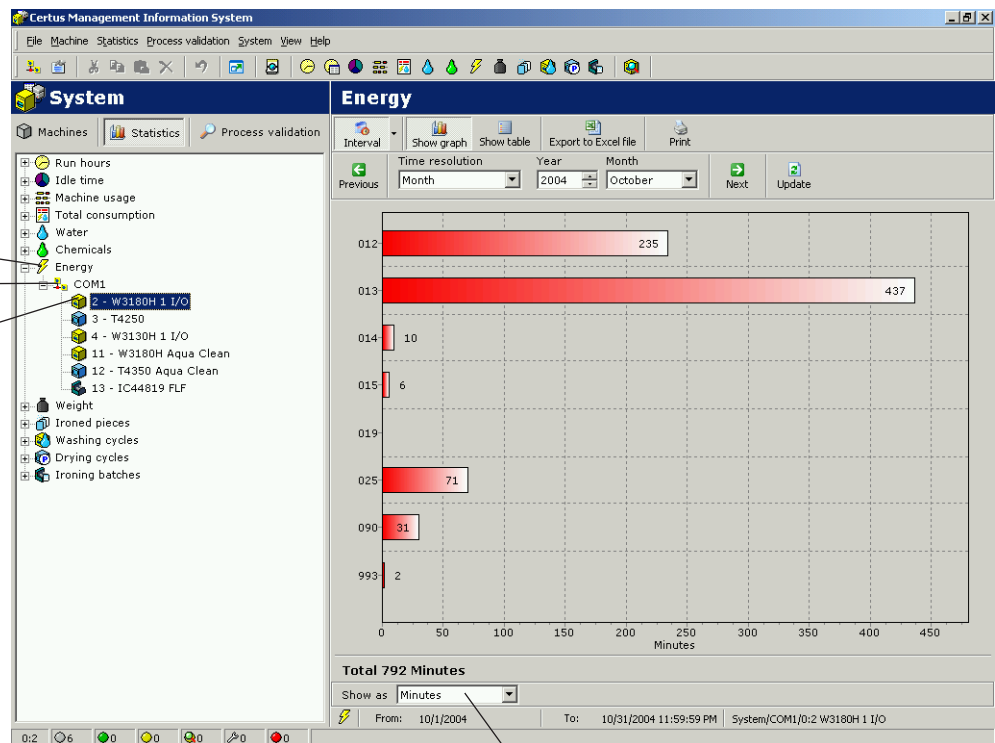 Certus Management Information System
File Machine Statistics Process validation System View Help
System
Energy
Machines Statistics Process validation
Interval Show graph Show table Export to Excel file Print
Time resolution Year Month
Previous Month 2004 October Next Update
Run hours
Idle time
Machine usage
Total consumption
Water
Chemicals
Energy
COM1
2 - W3180H 1 I/O
3 - T4250
4 - W3130H 1 I/O
11 - W3180H Aqua Clean
12 - T4350 Aqua Clean
13 - IC44819 FLF
Weight
Ironed pieces
Washing cycles
Drying cycles
Ironing batches
012 235
013 437
014 10
015 6
019
025 71
090 31
993 2
0 50 100 150 200 250 300 350 400 450
Minutes
Total 792 Minutes
Show as Minutes
From: 10/1/2004 To: 10/31/2004 11:59:59 PM System/COM1/0:2 W3180H 1 I/O
0:2 6 0 0 0 0 0